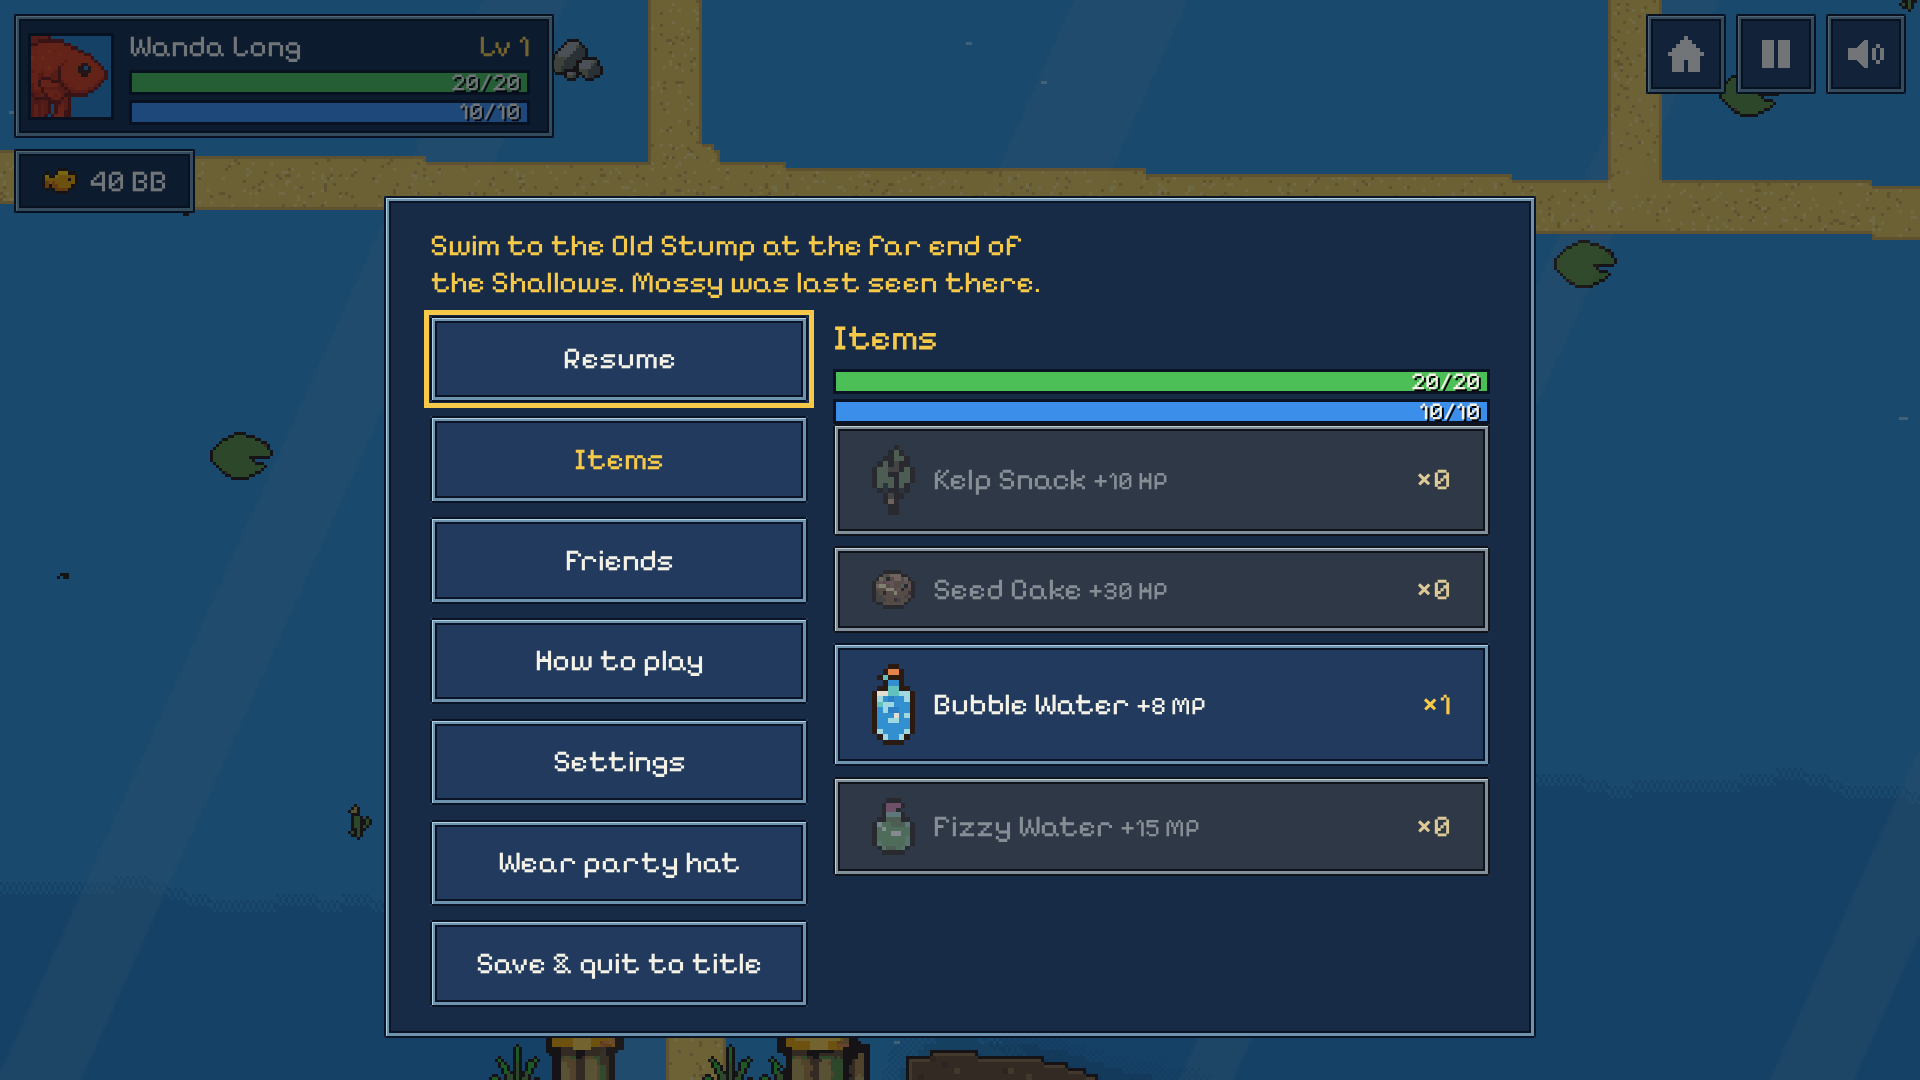 Wanda Long
Lv 1
20/20
10/10
40 BB
Swim to the Old Stump at the far end of
the Shallows. Mossy was last seen there.
Resume
Items
Friends
How to play
Settings
Wear party hat
Save & quit to title
Items
20/20
10/10
Kelp Snack +10 HP ×0
Seed Cake +30 HP ×0
Bubble Water +8 MP ×1
Fizzy Water +15 MP ×0